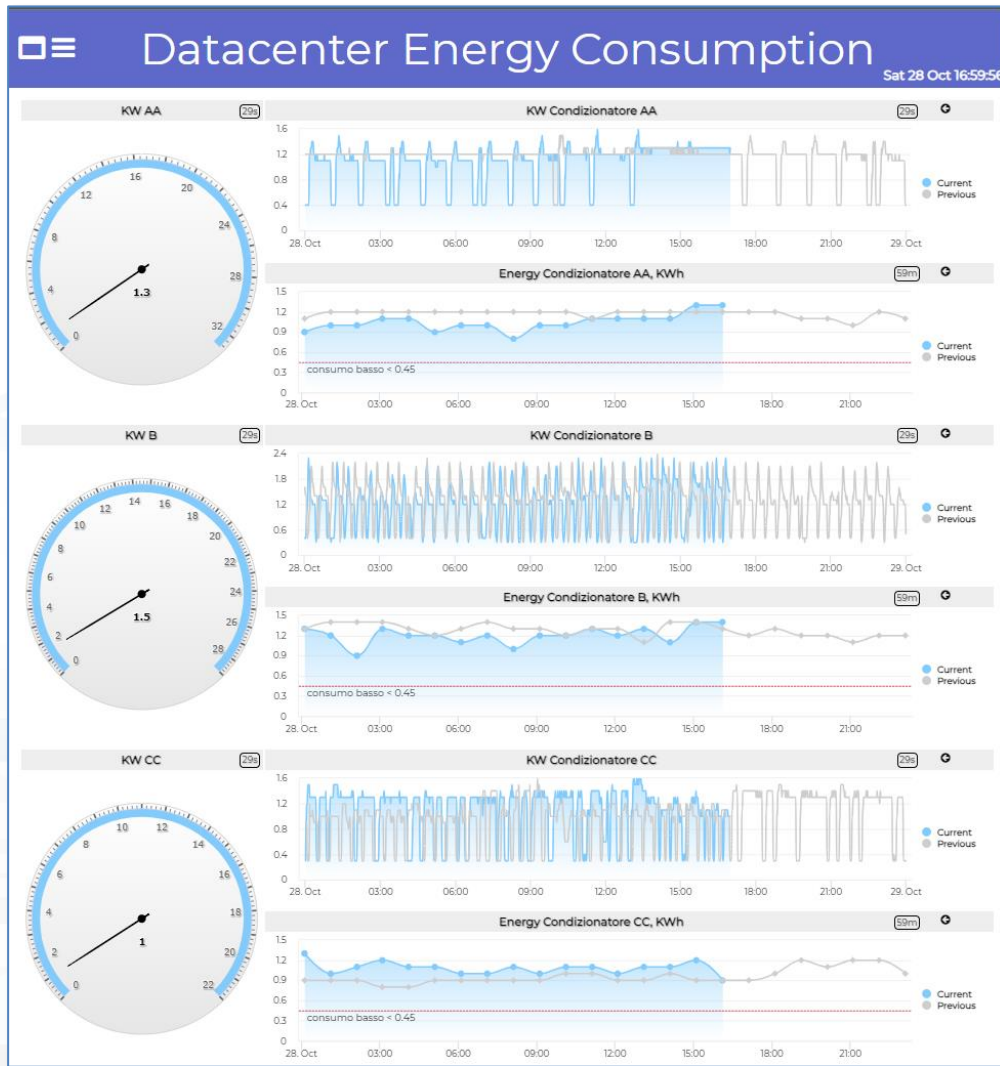 Datacenter Energy Consumption
Sat 28 Oct 16:59:56
KW AA 29s
0 4 8 12 16 20 24 28 32
1.3
KW Condizionatore AA 29s
1.6
1.2
0.8
0.4
0
28. Oct 03:00 06:00 09:00 12:00 15:00 18:00 21:00 29. Oct
Current
Previous
Energy Condizionatore AA, KWh 59m
1.5
1.2
0.9
0.6
0.3
0
consumo basso < 0.45
28. Oct 03:00 06:00 09:00 12:00 15:00 18:00 21:00
Current
Previous
KW B 29s
0 2 4 6 8 10 12 14 16 18 20 22 24 26 28
1.5
KW Condizionatore B 29s
2.4
1.8
1.2
0.6
0
28. Oct 03:00 06:00 09:00 12:00 15:00 18:00 21:00 29. Oct
Current
Previous
Energy Condizionatore B, KWh 59m
1.5
1.2
0.9
0.6
0.3
0
consumo basso < 0.45
28. Oct 03:00 06:00 09:00 12:00 15:00 18:00 21:00
Current
Previous
KW CC 29s
0 2 4 6 8 10 12 14 16 18 20 22
1
KW Condizionatore CC 29s
1.6
1.2
0.8
0.4
0
28. Oct 03:00 06:00 09:00 12:00 15:00 18:00 21:00 29. Oct
Current
Previous
Energy Condizionatore CC, KWh 59m
1.5
1.2
0.9
0.6
0.3
0
consumo basso < 0.45
28. Oct 03:00 06:00 09:00 12:00 15:00 18:00 21:00
Current
Previous